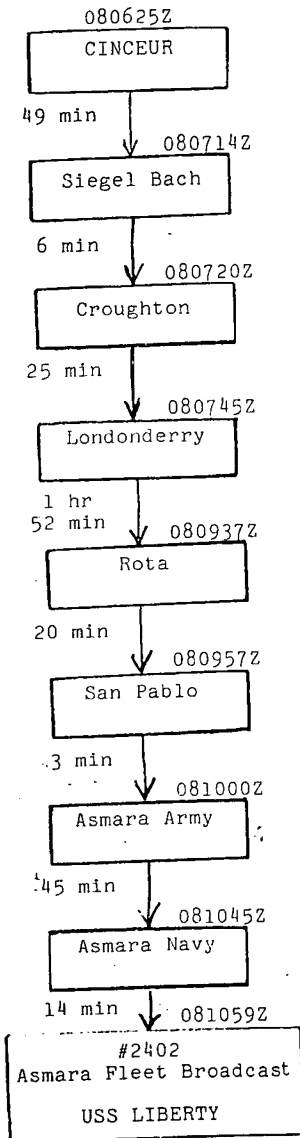 080625Z
CINCEUR
49 min
080714Z
Siegel Bach
6 min
080720Z
Croughton
25 min
080745Z
Londonderry
1 hr
52 min
080937Z
Rota
20 min
080957Z
San Pablo
3 min
081000Z
Asmara Army
45 min
081045Z
Asmara Navy
14 min
081059Z
#2402
Asmara Fleet Broadcast
USS LIBERTY